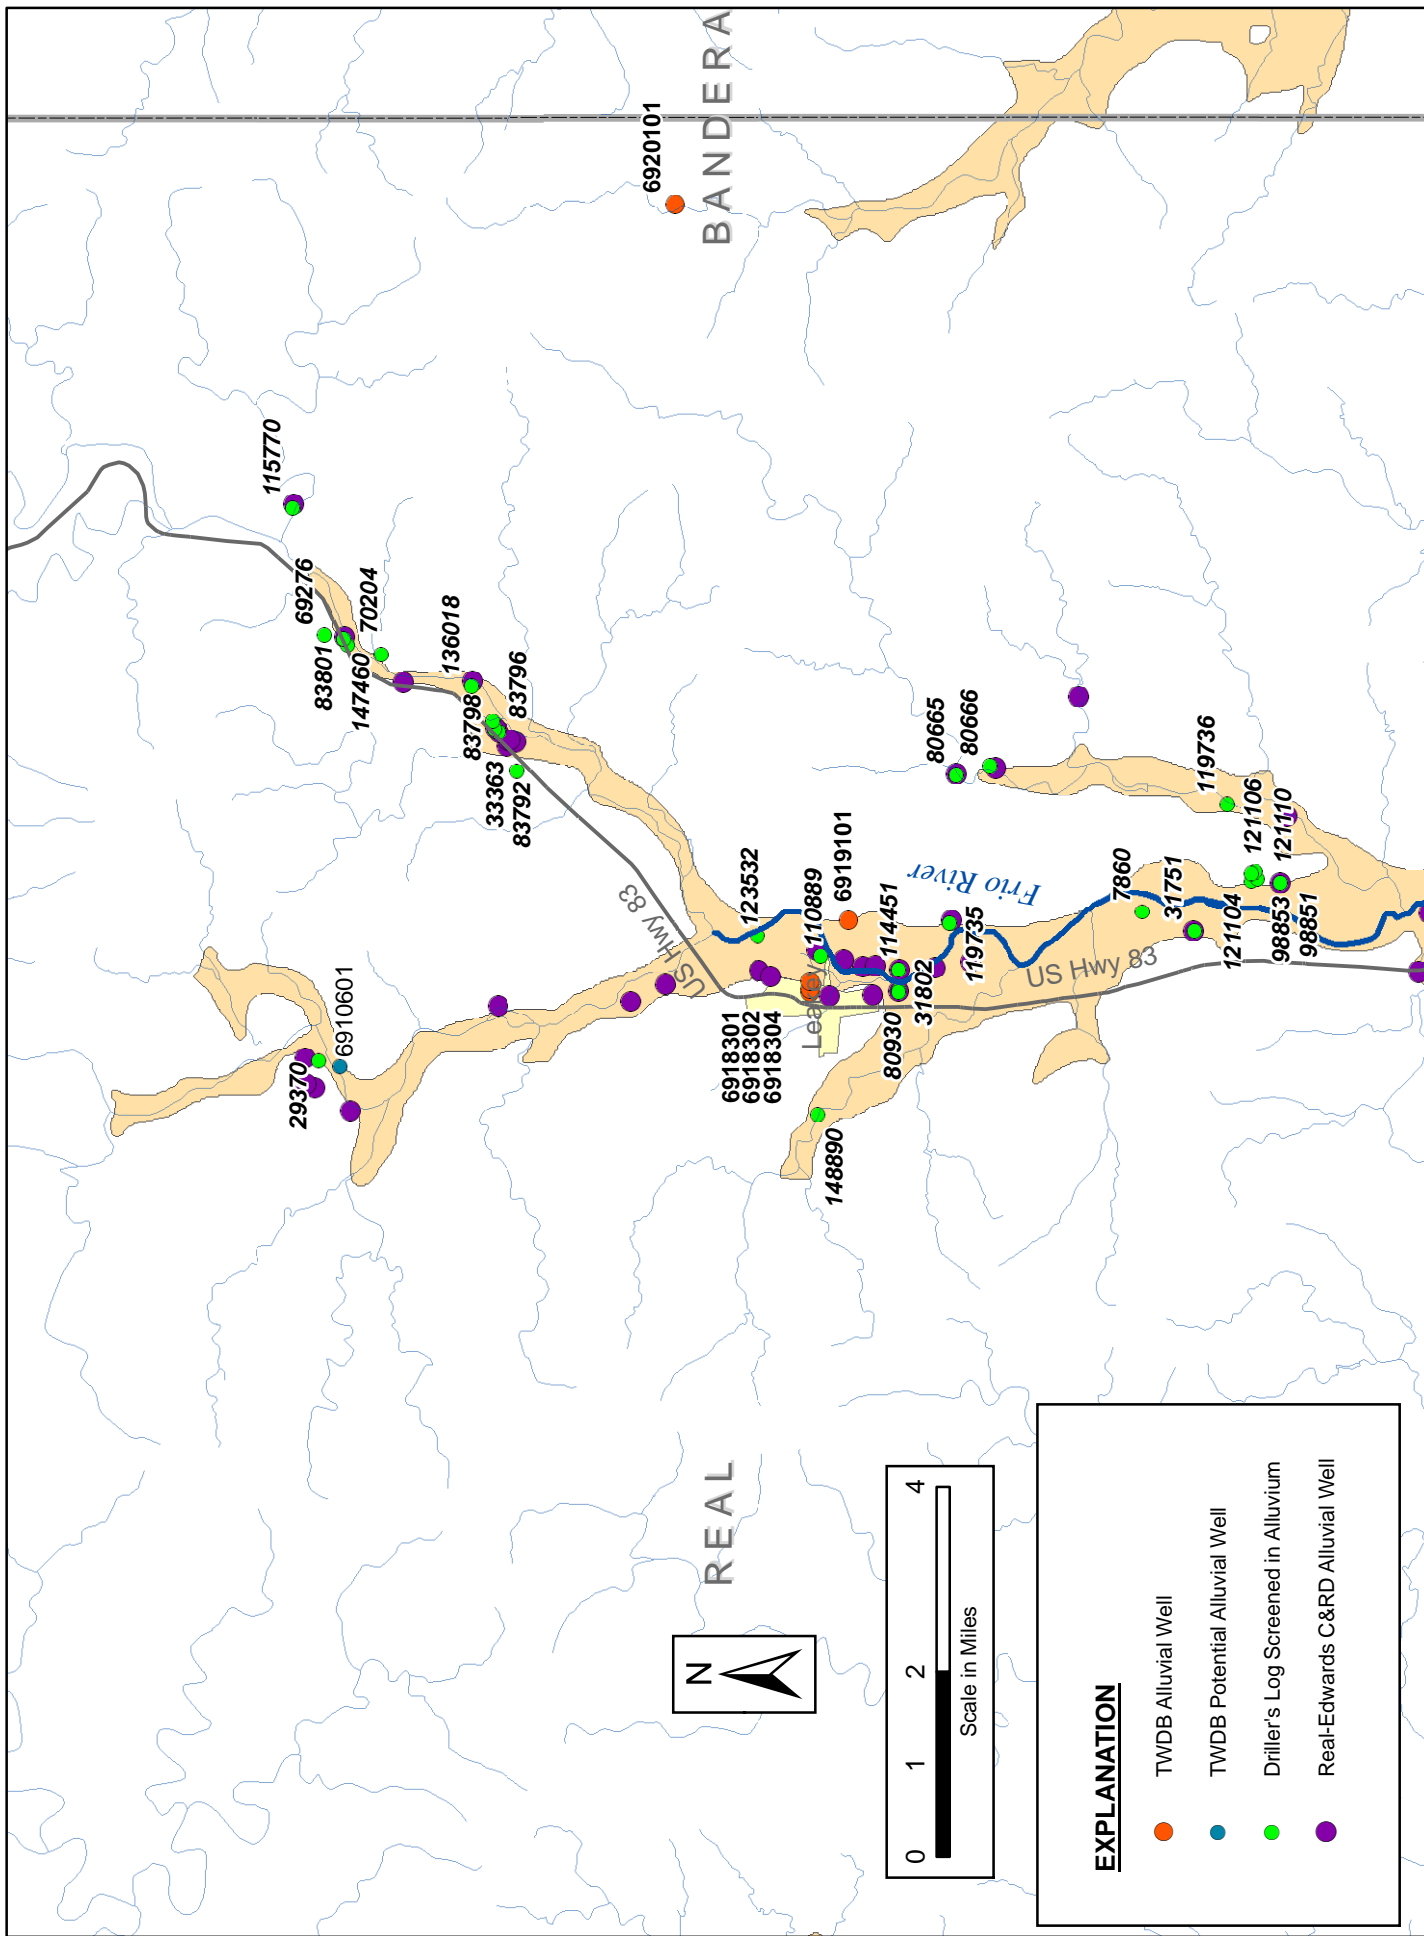 BANDERA
6920101
115770
69276
70204
83801
147460
136018
83798
83796
33363
83792
80665
80666
119736
121106
121110
US Hwy 83
123532
110889
6919101
114451
Frio River
119735
7860
31751
121104
98853
98851
US Hwy 83
6910601
29370
6918301
6918302
6918304
80930
31802
148890
REAL
N
0 1 2 4
Scale in Miles
EXPLANATION
TWDB Alluvial Well
TWDB Potential Alluvial Well
Driller's Log Screened in Alluvium
Real-Edwards C&RD Alluvial Well